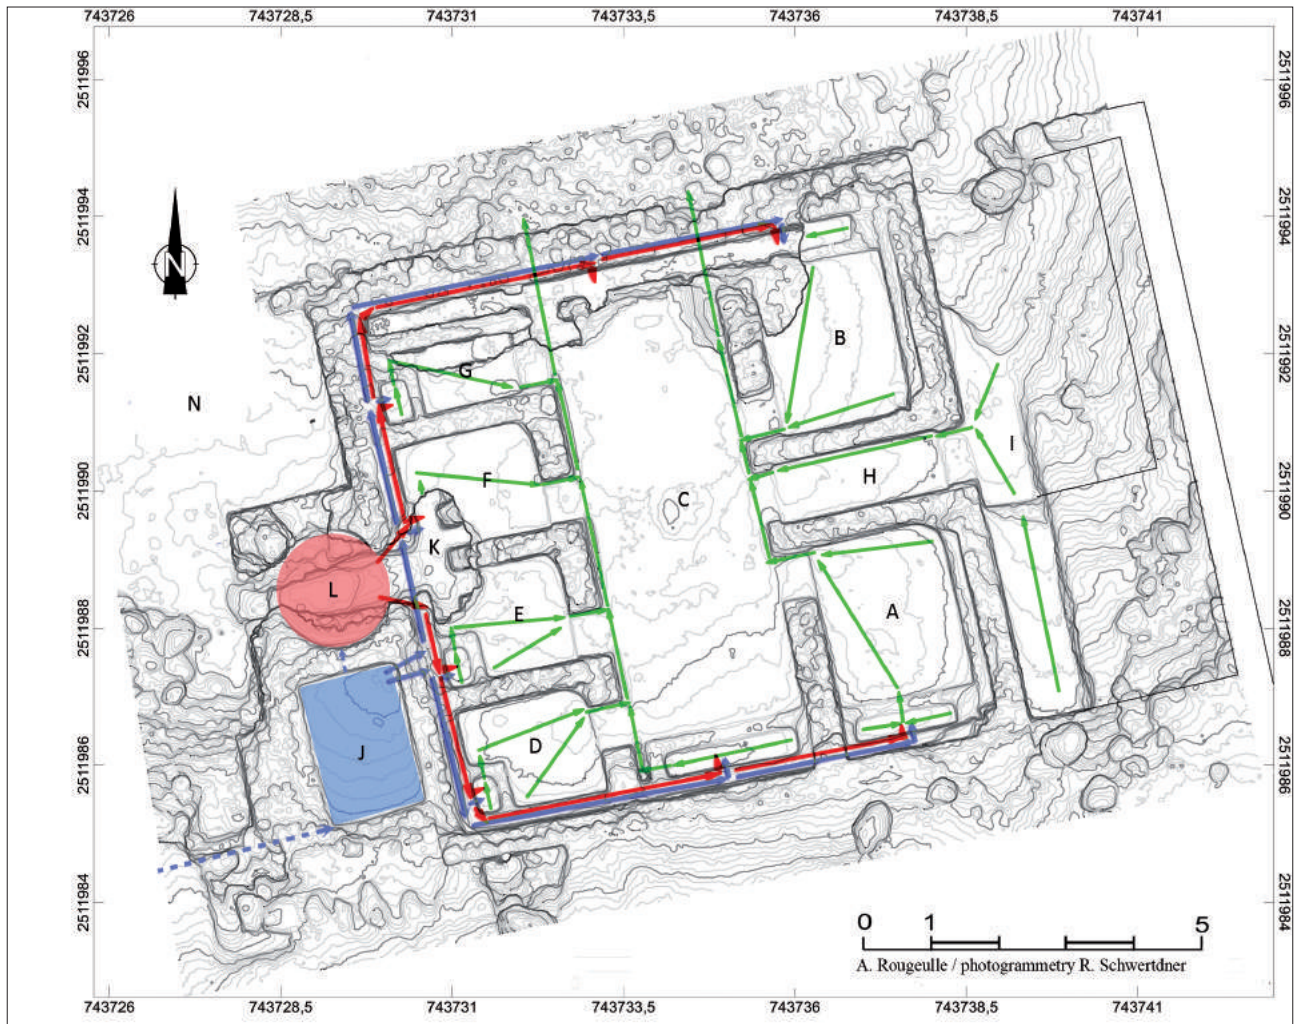 743726 743728,5 743731 743733,5 743736 743738,5 743741
2511996 2511996
2511994 2511994
N
B
2511992 2511992
G
N
I
F H
2511990 2511990
C
K
L
E A
2511988 2511988
D
J
2511986 2511986
2511984 2511984
0 1 5
A. Rougeulle / photogrammetry R. Schwertdner
743726 743728,5 743731 743733,5 743736 743738,5 743741